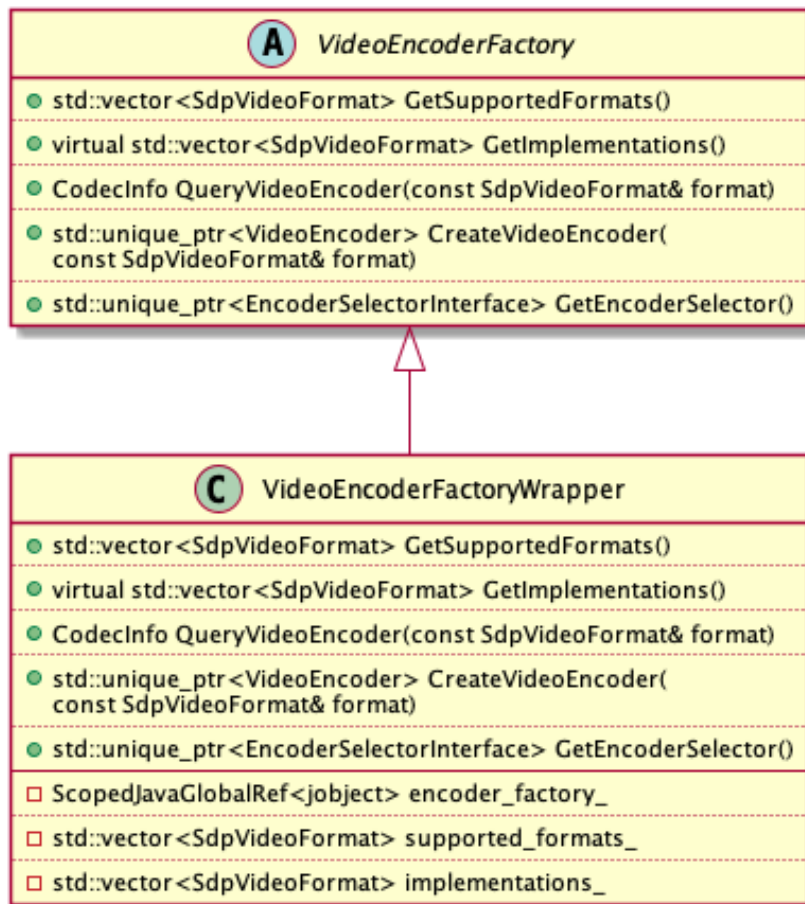 A VideoEncoderFactory
std::vector<SdpVideoFormat> GetSupportedFormats()
virtual std::vector<SdpVideoFormat> GetImplementations()
CodecInfo QueryVideoEncoder(const SdpVideoFormat& format)
std::unique_ptr<VideoEncoder> CreateVideoEncoder(
const SdpVideoFormat& format)
std::unique_ptr<EncoderSelectorInterface> GetEncoderSelector()
C VideoEncoderFactoryWrapper
std::vector<SdpVideoFormat> GetSupportedFormats()
virtual std::vector<SdpVideoFormat> GetImplementations()
CodecInfo QueryVideoEncoder(const SdpVideoFormat& format)
std::unique_ptr<VideoEncoder> CreateVideoEncoder(
const SdpVideoFormat& format)
std::unique_ptr<EncoderSelectorInterface> GetEncoderSelector()
ScopedJavaGlobalRef<jobject> encoder_factory_
std::vector<SdpVideoFormat> supported_formats_
std::vector<SdpVideoFormat> implementations_